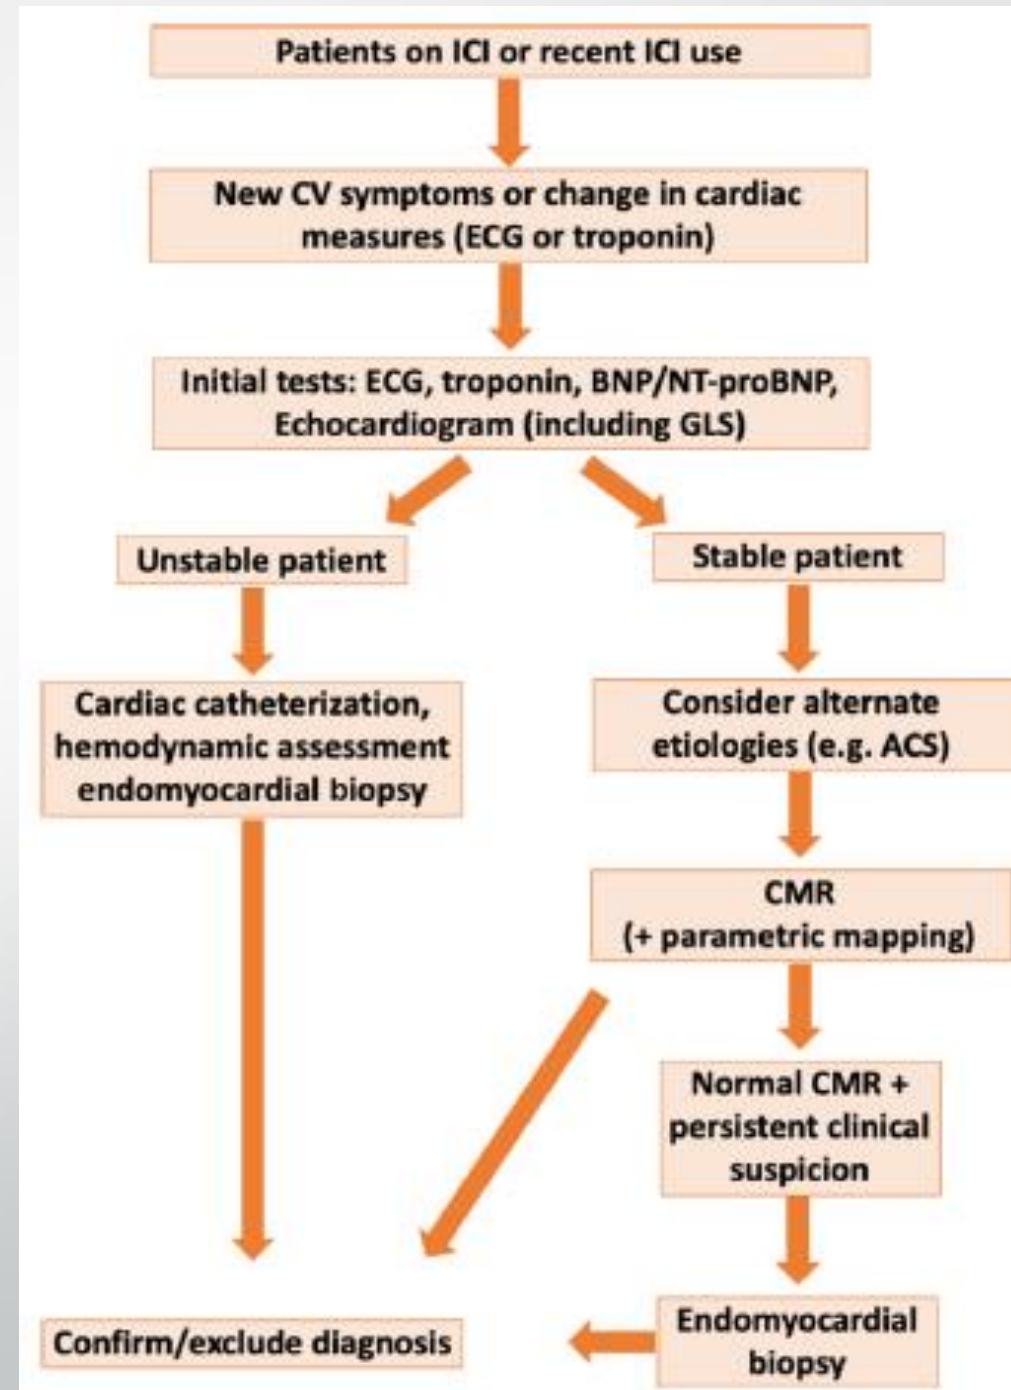 Patients on ICI or recent ICI use
New CV symptoms or change in cardiac
measures (ECG or troponin)
Initial tests: ECG, troponin, BNP/NT-proBNP,
Echocardiogram (including GLS)
Unstable patient
Stable patient
Cardiac catheterization,
hemodynamic assessment
endomyocardial biopsy
Consider alternate
etiologies (e.g. ACS)
CMR
(+ parametric mapping)
Normal CMR +
persistent clinical
suspicion
Endomyocardial
biopsy
Confirm/exclude diagnosis